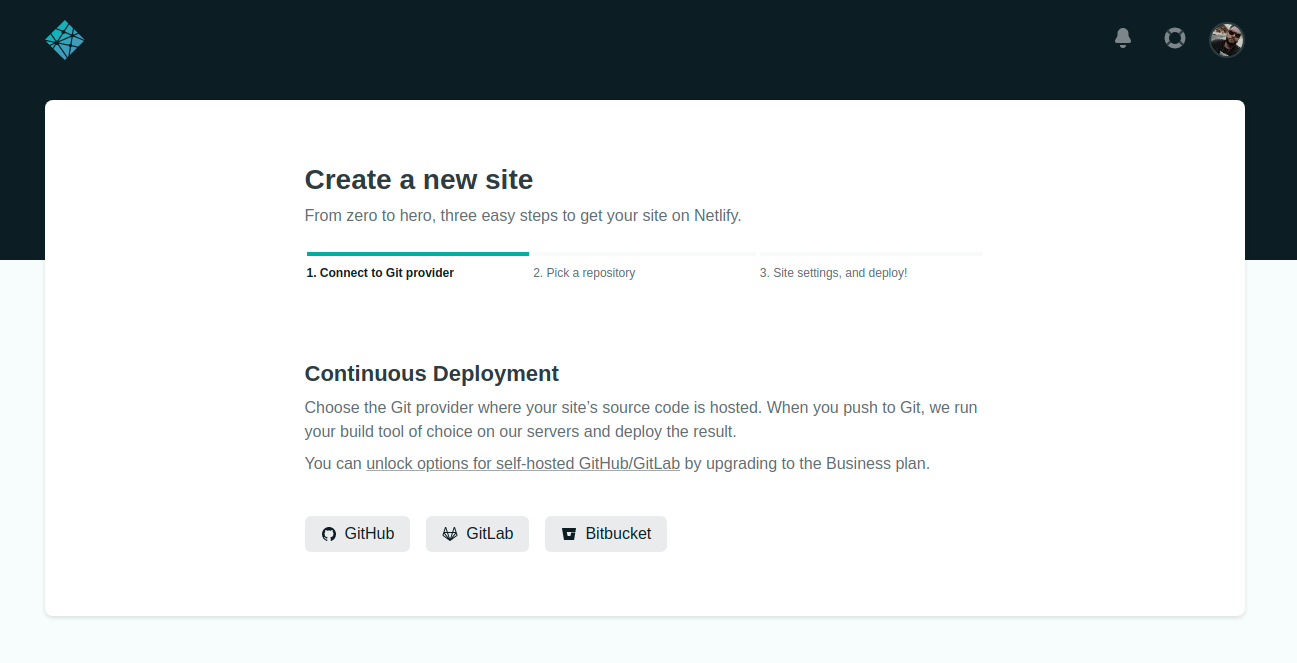 Create a new site
From zero to hero, three easy steps to get your site on Netlify.
1. Connect to Git provider
2. Pick a repository
3. Site settings, and deploy!
Continuous Deployment
Choose the Git provider where your site’s source code is hosted. When you push to Git, we run
your build tool of choice on our servers and deploy the result.
You can unlock options for self-hosted GitHub/GitLab by upgrading to the Business plan.
GitHub
GitLab
Bitbucket